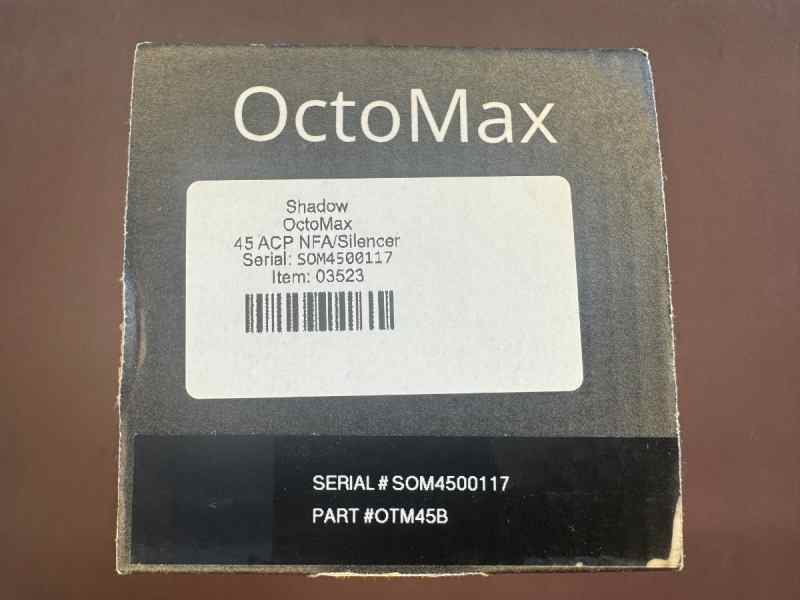 OctoMax
Shadow
OctoMax
45 ACP NFA/Silencer
Serial: SOM4500117
Item: 03523
SERIAL # SOM4500117
PART #OTM45B